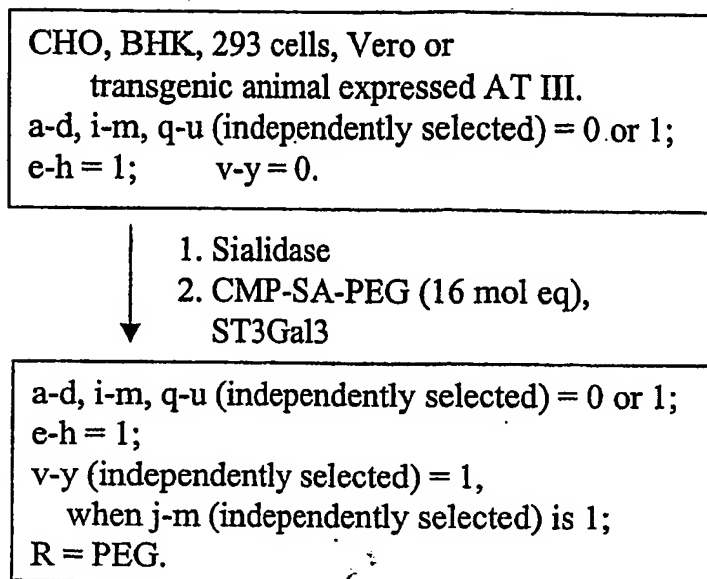 CHO, BHK, 293 cells, Vero or
transgenic animal expressed AT III.
a-d, i-m, q-u (independently selected) = 0 or 1;
e-h = 1; v-y = 0.
1. Sialidase
2. CMP-SA-PEG (16 mol eq),
ST3Gal3
a-d, i-m, q-u (independently selected) = 0 or 1;
e-h = 1;
v-y (independently selected) = 1,
when j-m (independently selected) is 1;
R = PEG.